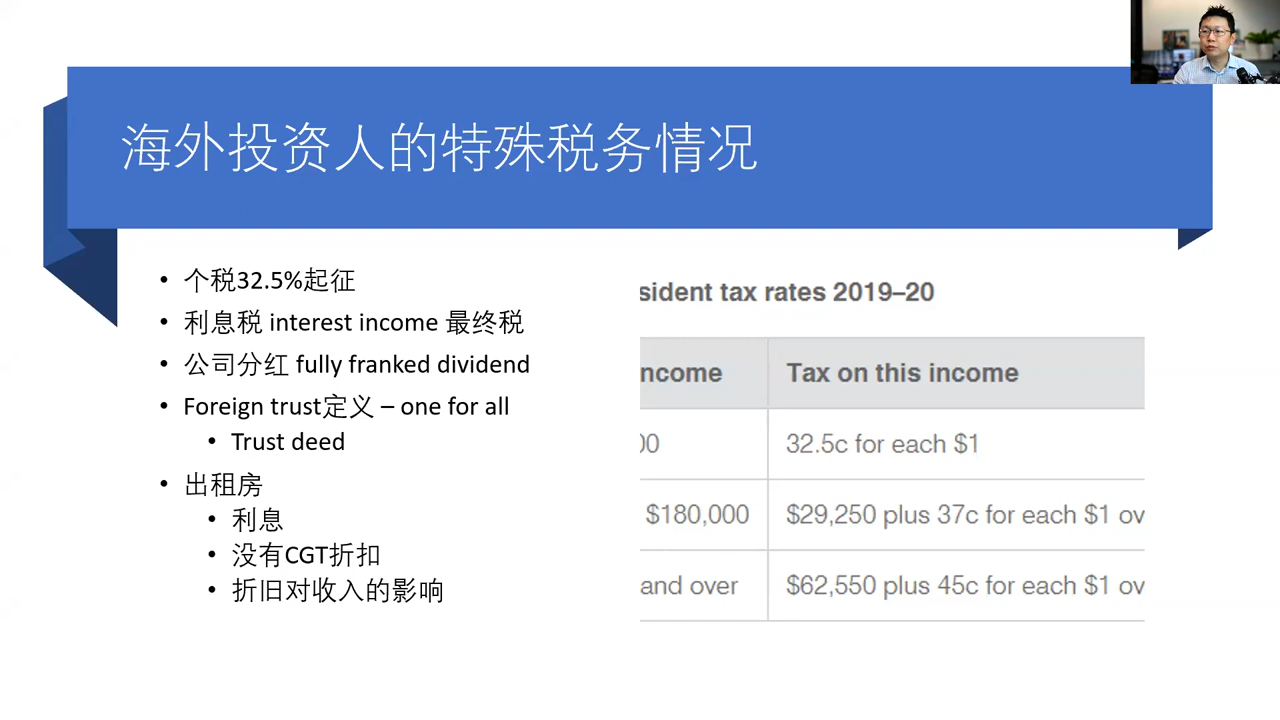 海外投资人的特殊税务情况
• 个税32.5%起征
• 利息税 interest income 最终税
• 公司分红 fully franked dividend
• Foreign trust定义 – one for all
• Trust deed
• 出租房
• 利息
• 没有CGT折扣
• 折旧对收入的影响
sident tax rates 2019–20
ncome Tax on this income
00 32.5c for each $1
$180,000 $29,250 plus 37c for each $1 ov
and over $62,550 plus 45c for each $1 ov